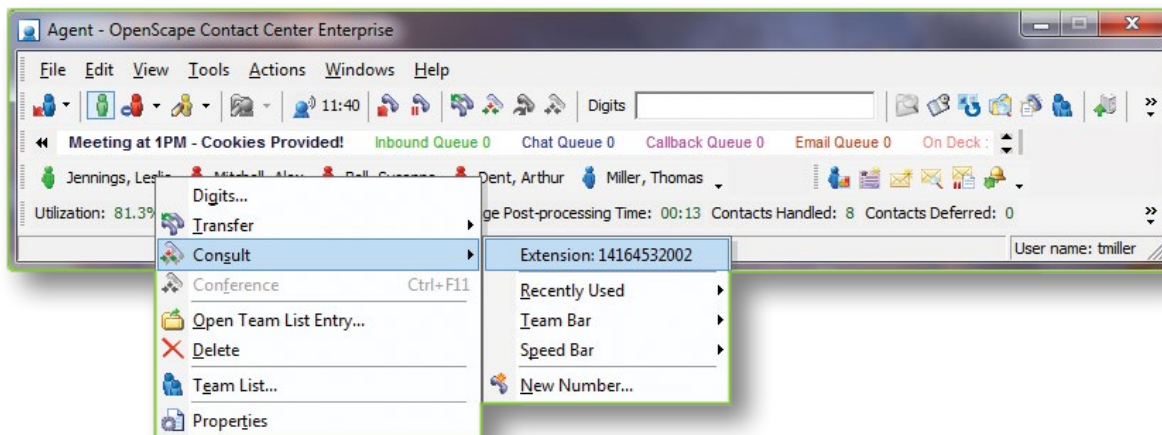 Agent - OpenScape Contact Center Enterprise
File Edit View Tools Actions Windows Help
11:40 Digits
Meeting at 1PM - Cookies Provided! Inbound Queue 0 Chat Queue 0 Callback Queue 0 Email Queue 0 On Deck :
Jennings, Leslie Mitchell, Alex Bell, Suzanne Dent, Arthur Miller, Thomas
Utilization: 81.3% ge Post-processing Time: 00:13 Contacts Handled: 8 Contacts Deferred: 0
User name: tmiller
Digits...
Transfer
Consult
Conference Ctrl+F11
Open Team List Entry...
Delete
Team List...
Properties
Extension: 14164532002
Recently Used
Team Bar
Speed Bar
New Number...